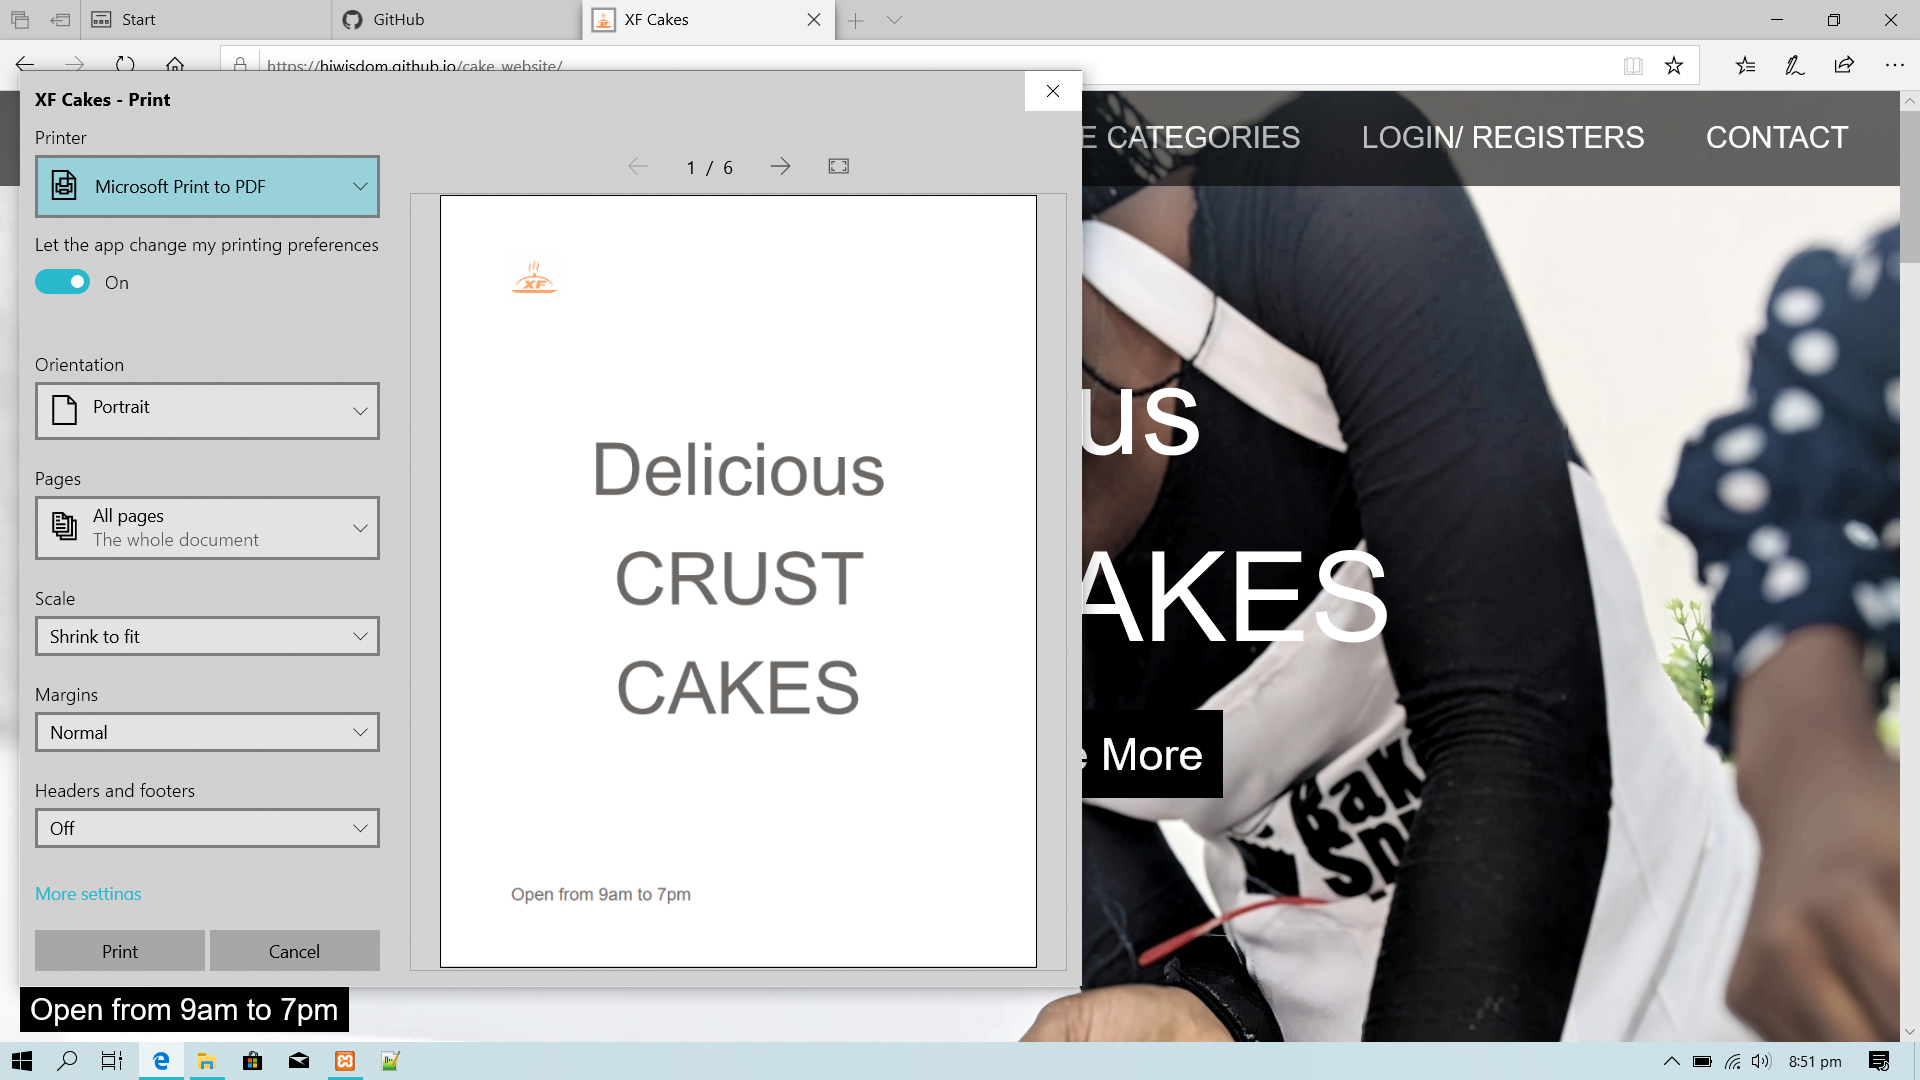 Start
GitHub
XF Cakes
https://hiwisdom.github.io/cake_website/
XF Cakes - Print
Printer
Microsoft Print to PDF
Let the app change my printing preferences
On
Orientation
Portrait
Pages
All pages
The whole document
Scale
Shrink to fit
Margins
Normal
Headers and footers
Off
More settings
Print
Cancel
1 / 6
XF
Delicious
CRUST
CAKES
Open from 9am to 7pm
E CATEGORIES
LOGIN/ REGISTERS
CONTACT
us
AKES
e More
Open from 9am to 7pm
8:51 pm